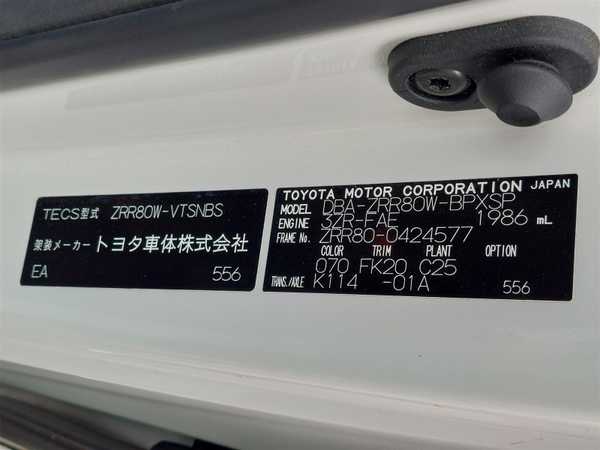 TECS型式 ZRR80W-VTSNBS
架装メーカー トヨタ車体株式会社
EA 556
TOYOTA MOTOR CORPORATION JAPAN
MODEL DBA-ZRR80W-BPXSP
ENGINE 3ZR-FAE 1986 mL
FRAME No. ZRR80-0424577
COLOR TRIM PLANT OPTION
070 FK20 C25
TRANS./AXLE K114 -01A 556